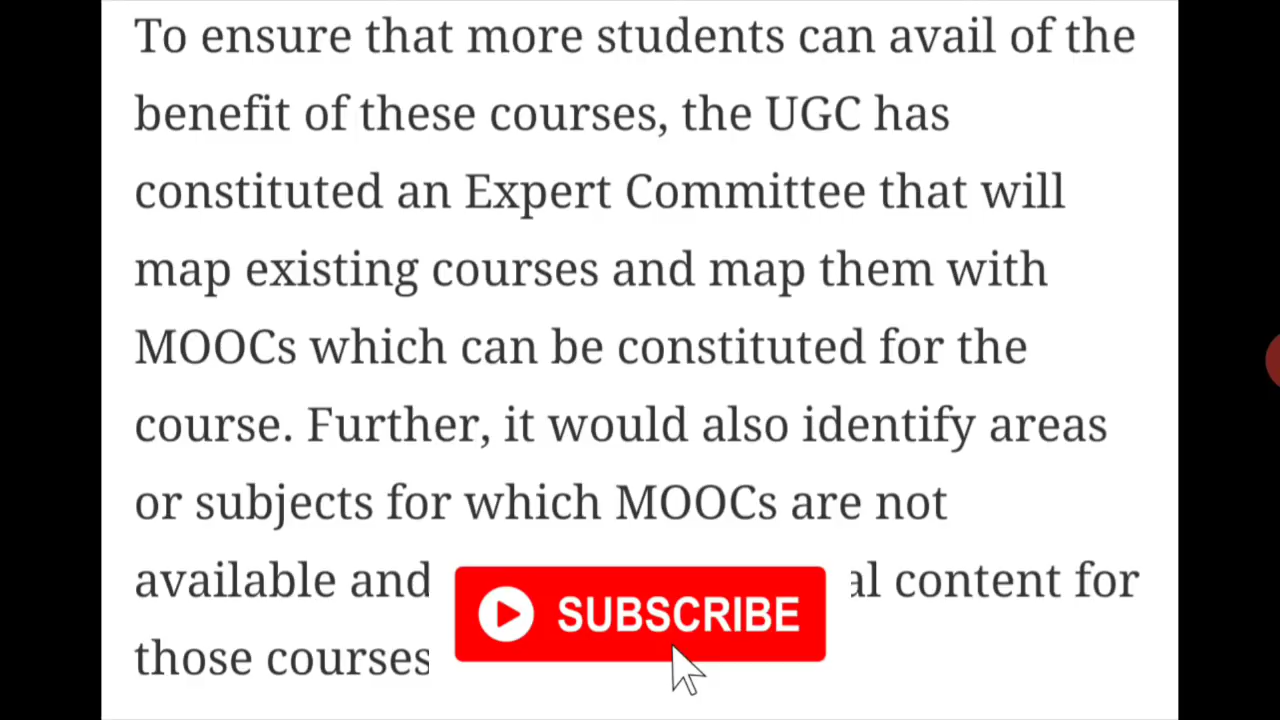 To ensure that more students can avail of the
benefit of these courses, the UGC has
constituted an Expert Committee that will
map existing courses and map them with
MOOCs which can be constituted for the
course. Further, it would also identify areas
or subjects for which MOOCs are not
available and content for
SUBSCRIBE
those courses